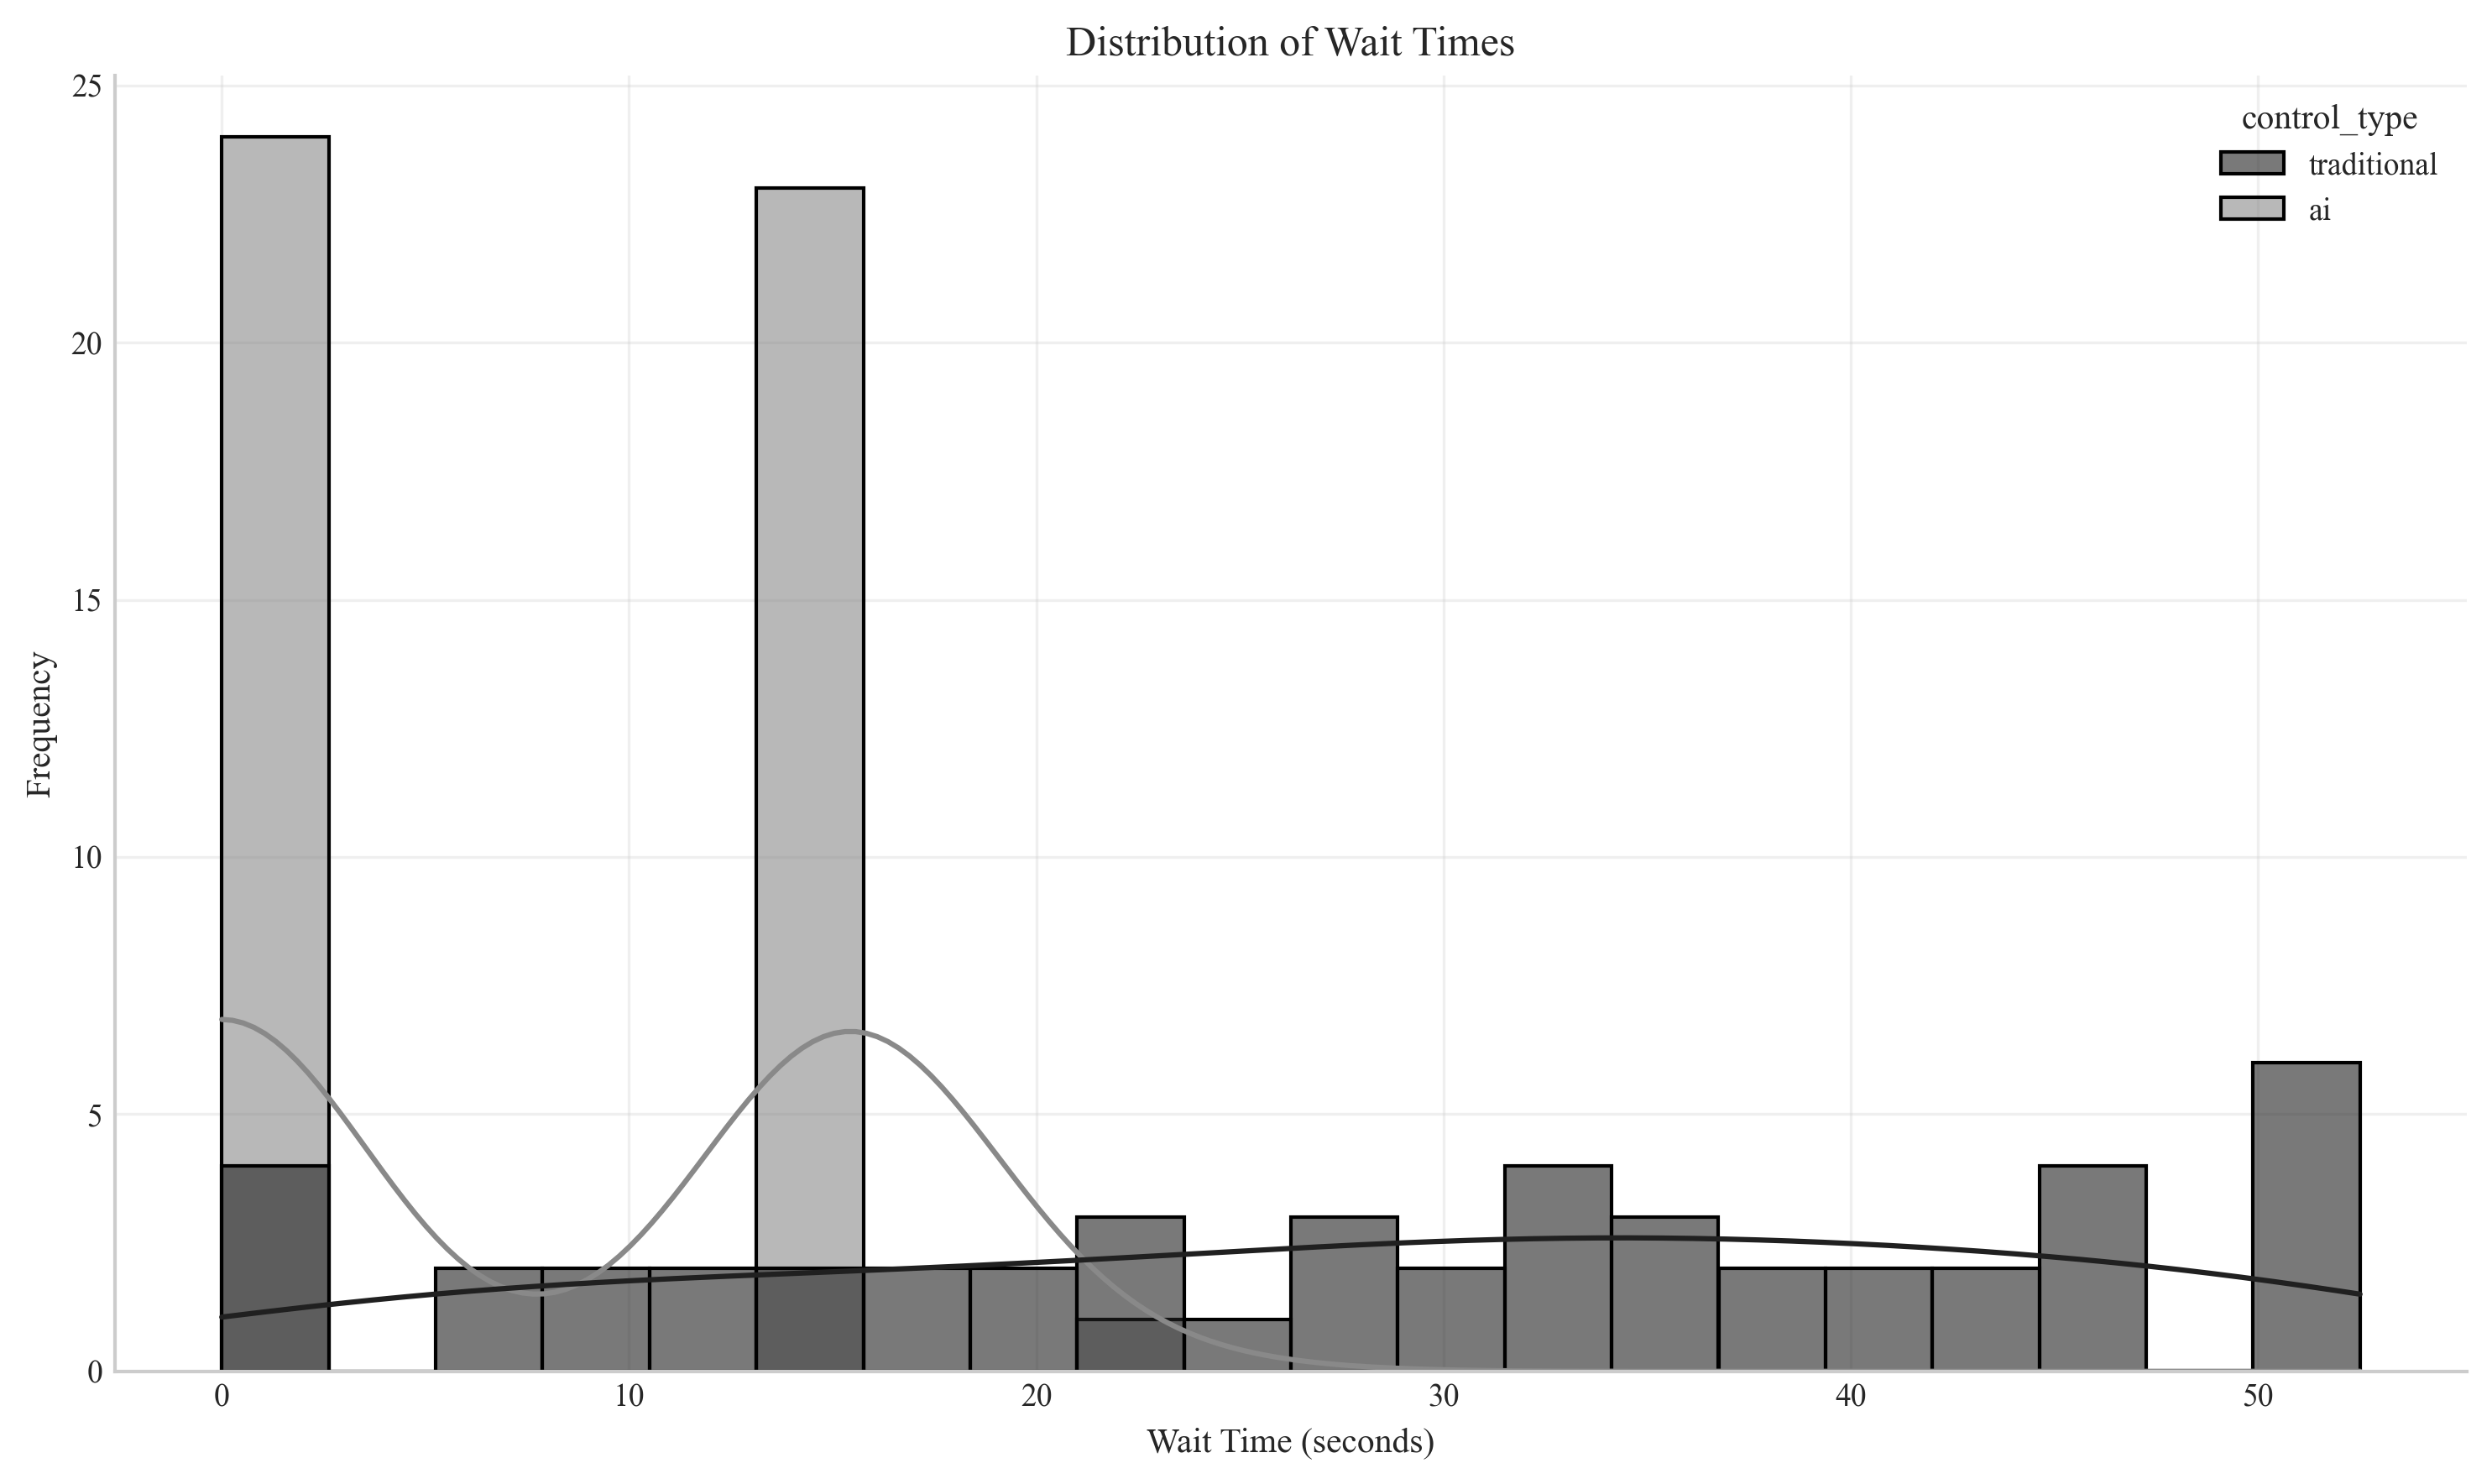 Distribution of Wait Times
control_type
traditional
ai
Frequency
25
20
15
10
5
0
0 10 20 30 40 50
Wait Time (seconds)